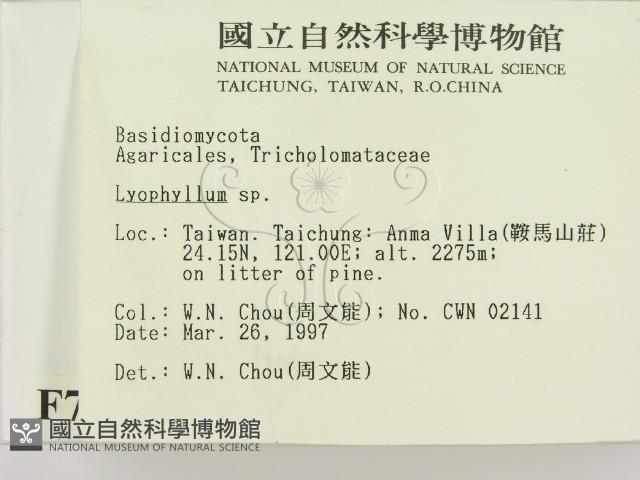 國立自然科學博物館
NATIONAL MUSEUM OF NATURAL SCIENCE
TAICHUNG, TAIWAN, R.O.CHINA
Basidiomycota
Agaricales, Tricholomataceae
Lyophyllum sp.
Loc.: Taiwan. Taichung: Anma Villa(鞍馬山莊)
24.15N, 121.00E; alt. 2275m;
on litter of pine.
Col.: W.N. Chou(周文能); No. CWN 02141
Date: Mar. 26, 1997
Det.: W.N. Chou(周文能)
國立自然科學博物館
NATIONAL MUSEUM OF NATURAL SCIENCE